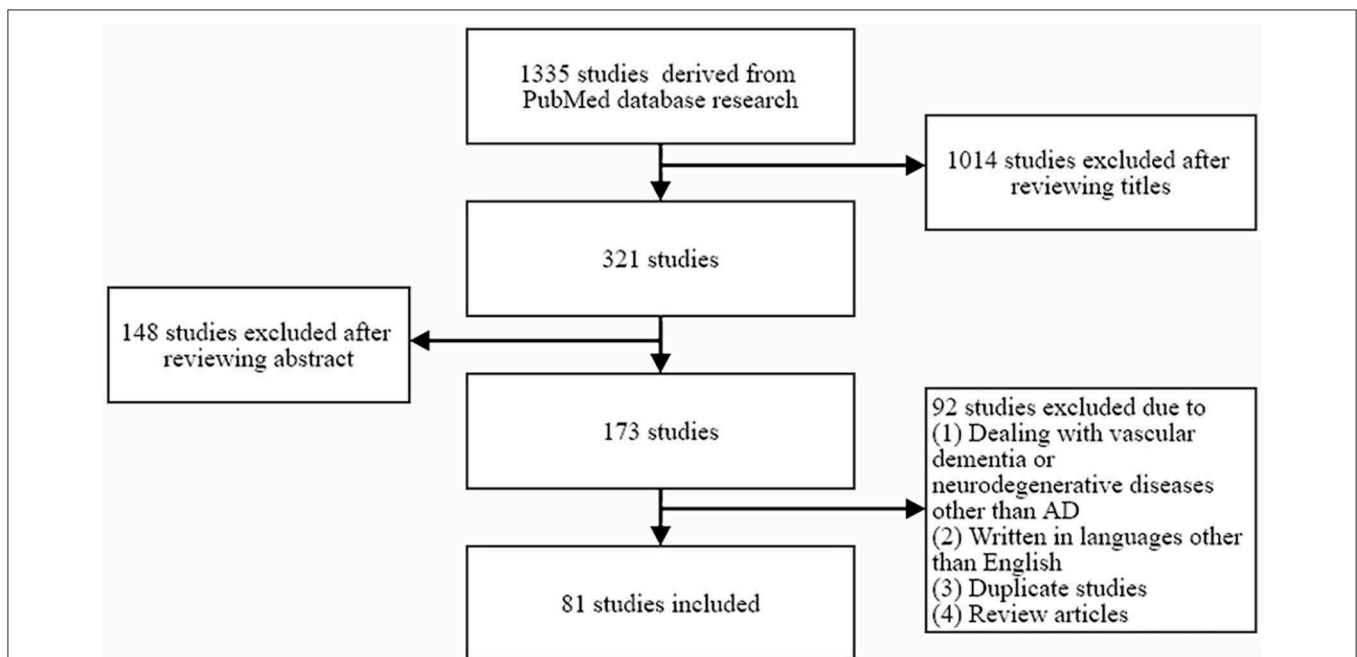 1335 studies derived from
PubMed database research
1014 studies excluded after
reviewing titles
321 studies
148 studies excluded after
reviewing abstract
173 studies
92 studies excluded due to
(1) Dealing with vascular
dementia or
neurodegenerative diseases
other than AD
(2) Written in languages other
than English
(3) Duplicate studies
(4) Review articles
81 studies included